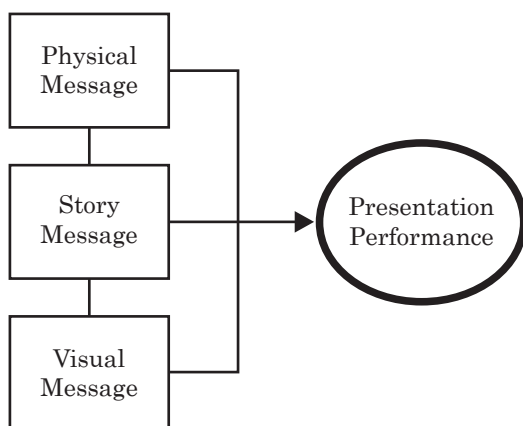 Physical
Message
Story
Message
Presentation
Performance
Visual
Message